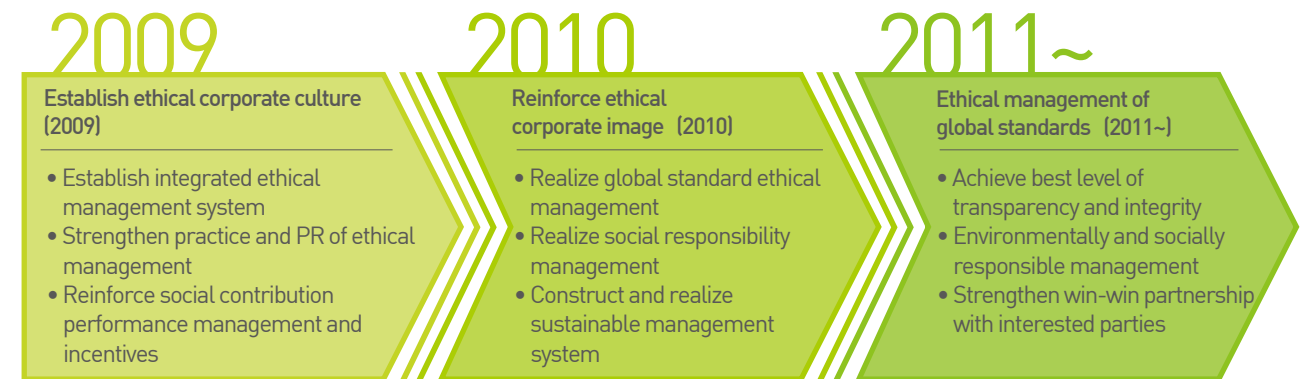 2009
Establish ethical corporate culture
(2009)
• Establish integrated ethical
management system
• Strengthen practice and PR of ethical
management
• Reinforce social contribution
performance management and
incentives
2010
Reinforce ethical
corporate image (2010)
• Realize global standard ethical
management
• Realize social responsibility
management
• Construct and realize
sustainable management
system
2011~
Ethical management of
global standards (2011~)
• Achieve best level of
transparency and integrity
• Environmentally and socially
responsible management
• Strengthen win-win partnership
with interested parties